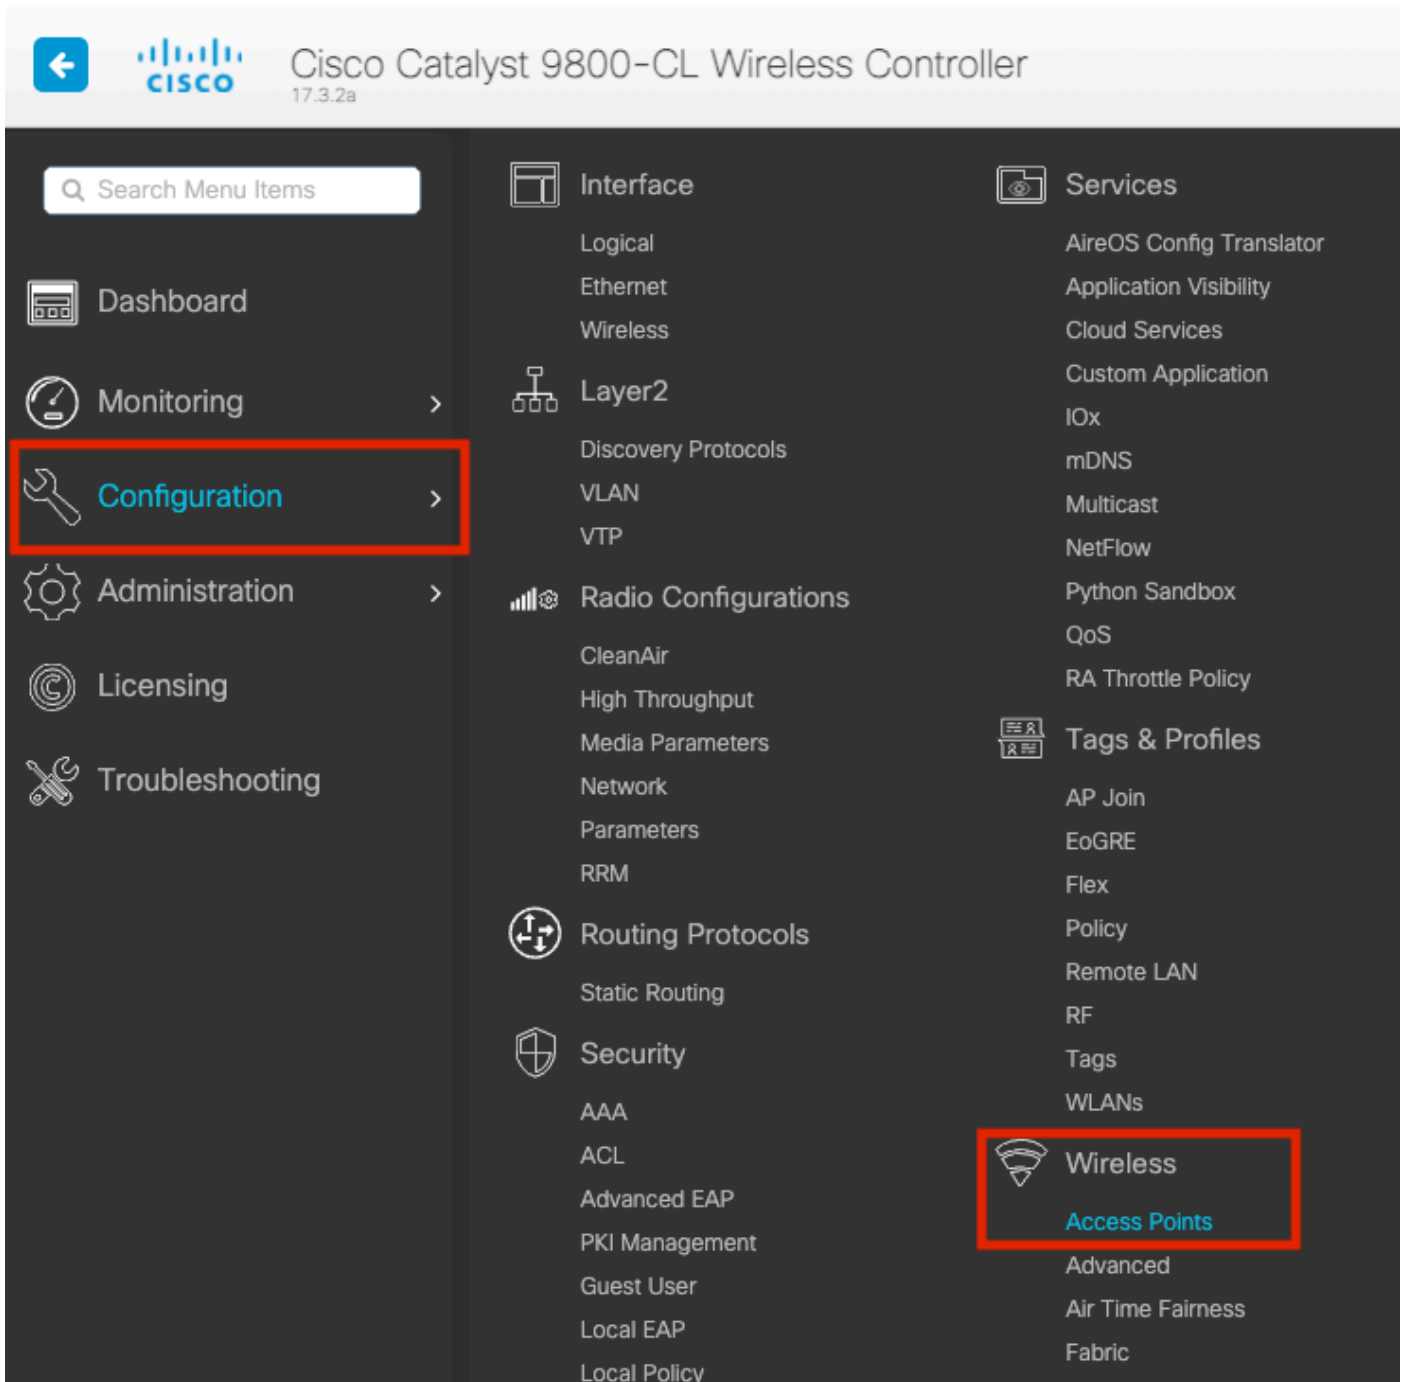 CISCO
Cisco Catalyst 9800-CL Wireless Controller
17.3.2a
Search Menu Items
Dashboard
Monitoring
Configuration
Administration
Licensing
Troubleshooting
Interface
Logical
Ethernet
Wireless
Layer2
Discovery Protocols
VLAN
VTP
Radio Configurations
CleanAir
High Throughput
Media Parameters
Network
Parameters
RRM
Routing Protocols
Static Routing
Security
AAA
ACL
Advanced EAP
PKI Management
Guest User
Local EAP
Local Policy
Services
AireOS Config Translator
Application Visibility
Cloud Services
Custom Application
IOx
mDNS
Multicast
NetFlow
Python Sandbox
QoS
RA Throttle Policy
Tags & Profiles
AP Join
EoGRE
Flex
Policy
Remote LAN
RF
Tags
WLANs
Wireless
Access Points
Advanced
Air Time Fairness
Fabric